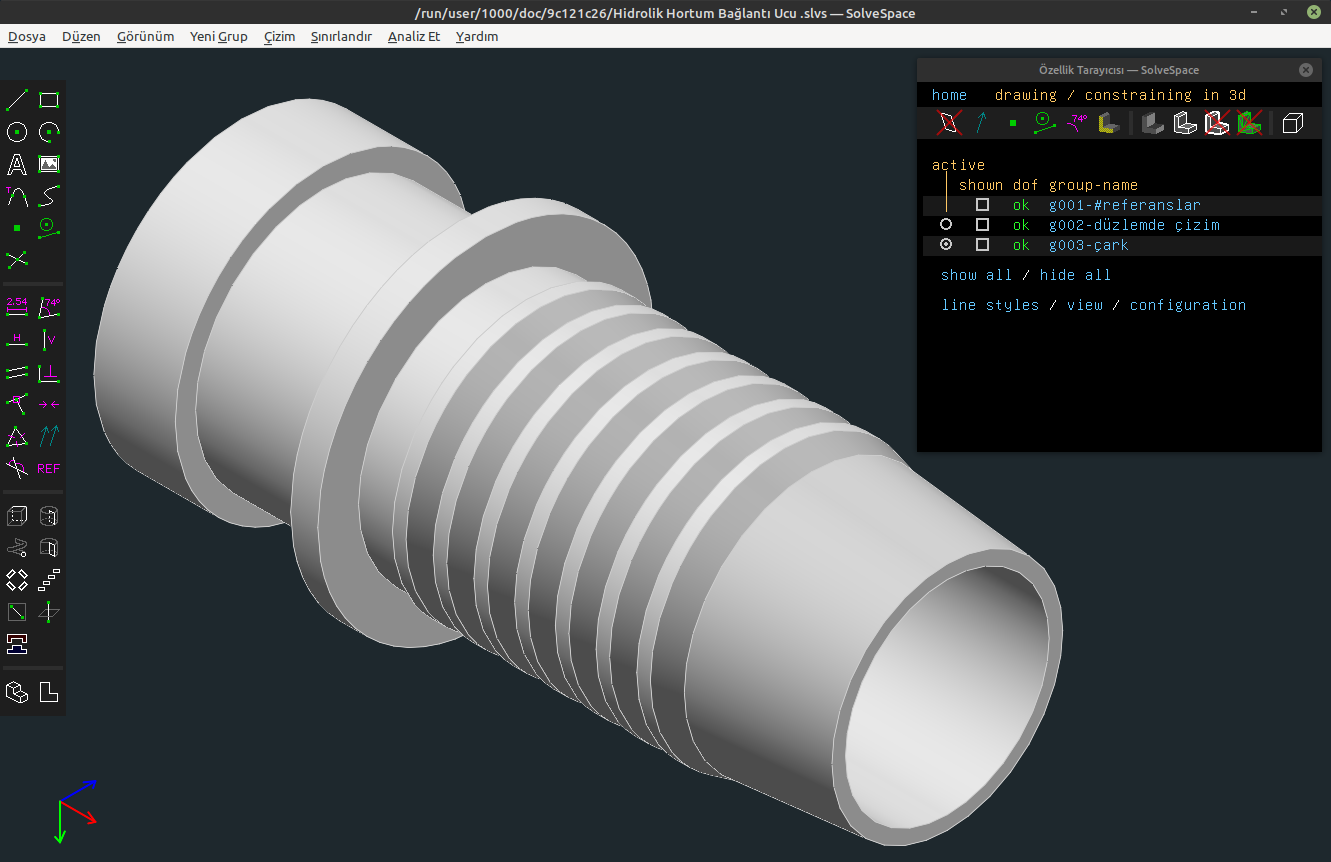 /run/user/1000/doc/9c121c26/Hidrolik Hortum Bağlantı Ucu .slvs — SolveSpace
Dosya Düzen Görünüm Yeni Grup Çizim Sınırlandır Analiz Et Yardım
Özellik Tarayıcısı — SolveSpace
home drawing / constraining in 3d
74°
active
shown dof group-name
ok g001-#referanslar
ok g002-düzlemde çizim
ok g003-çark
show all / hide all
line styles / view / configuration
T
2.54 74°
H V
REF